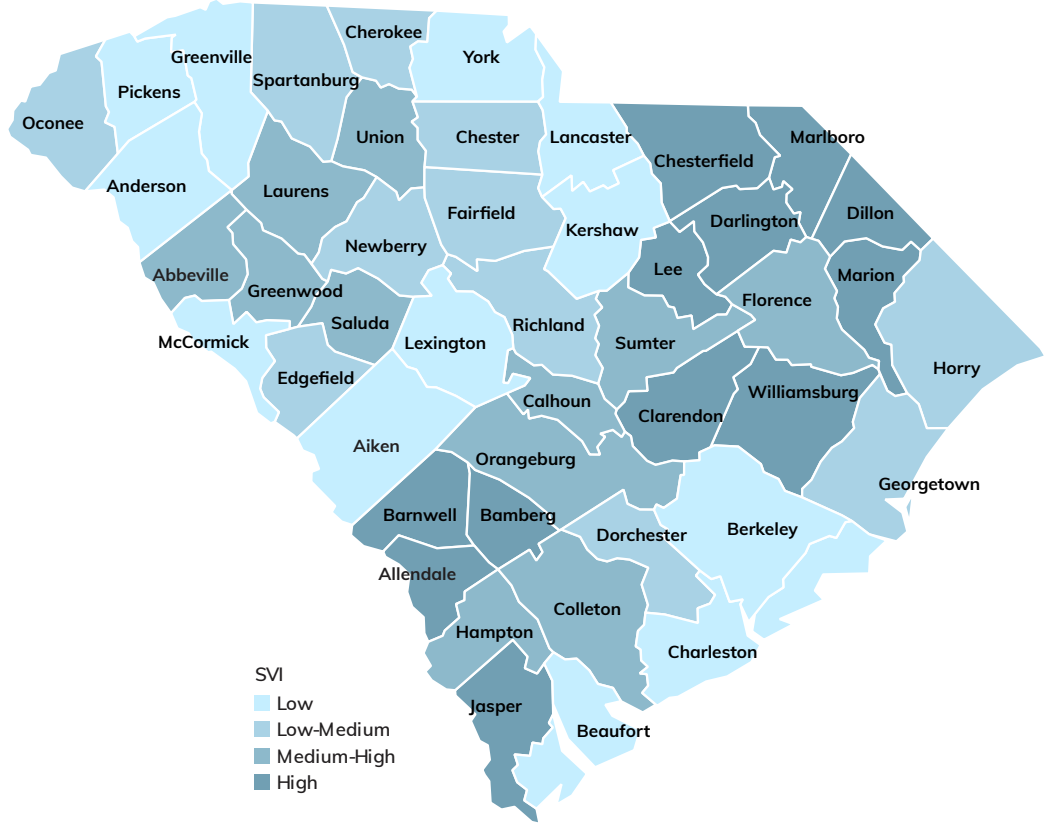 Cherokee
Greenville
York
Spartanburg
Pickens
Oconee
Union
Chester
Lancaster
Marlboro
Chesterfield
Anderson
Laurens
Fairfield
Dillon
Darlington
Kershaw
Newberry
Abbeville
Lee
Marion
Greenwood
Florence
Saluda
Richland
McCormick
Lexington
Sumter
Horry
Edgefield
Williamsburg
Calhoun
Clarendon
Aiken
Orangeburg
Georgetown
Barnwell
Bamberg
Berkeley
Dorchester
Allendale
Colleton
Hampton
Charleston
Jasper
Beaufort
SVI
Low
Low-Medium
Medium-High
High